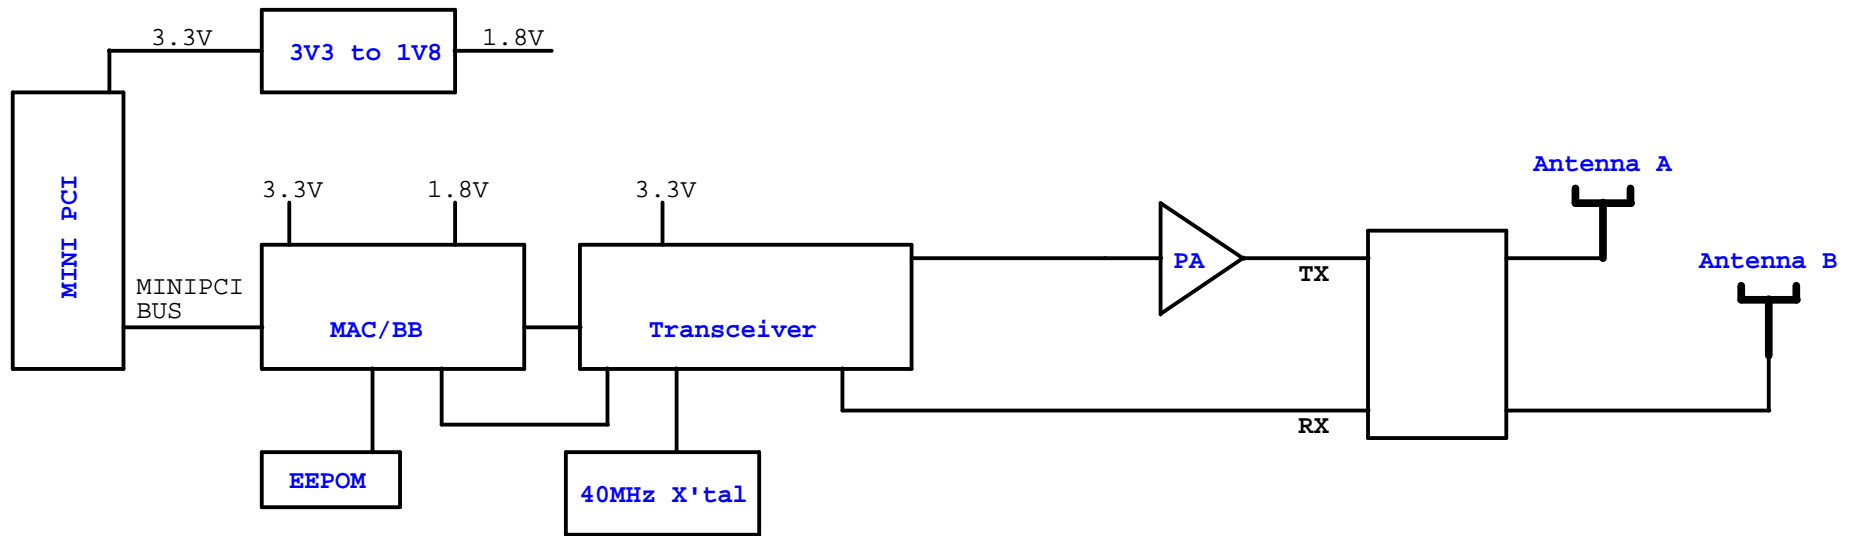 3.3V
3V3 to 1V8
1.8V
Antenna A
3.3V
1.8V
3.3V
MINI PCI
PA
TX
Antenna B
MINIPCI
BUS
MAC/BB
Transceiver
RX
EEPOM
40MHz X'tal